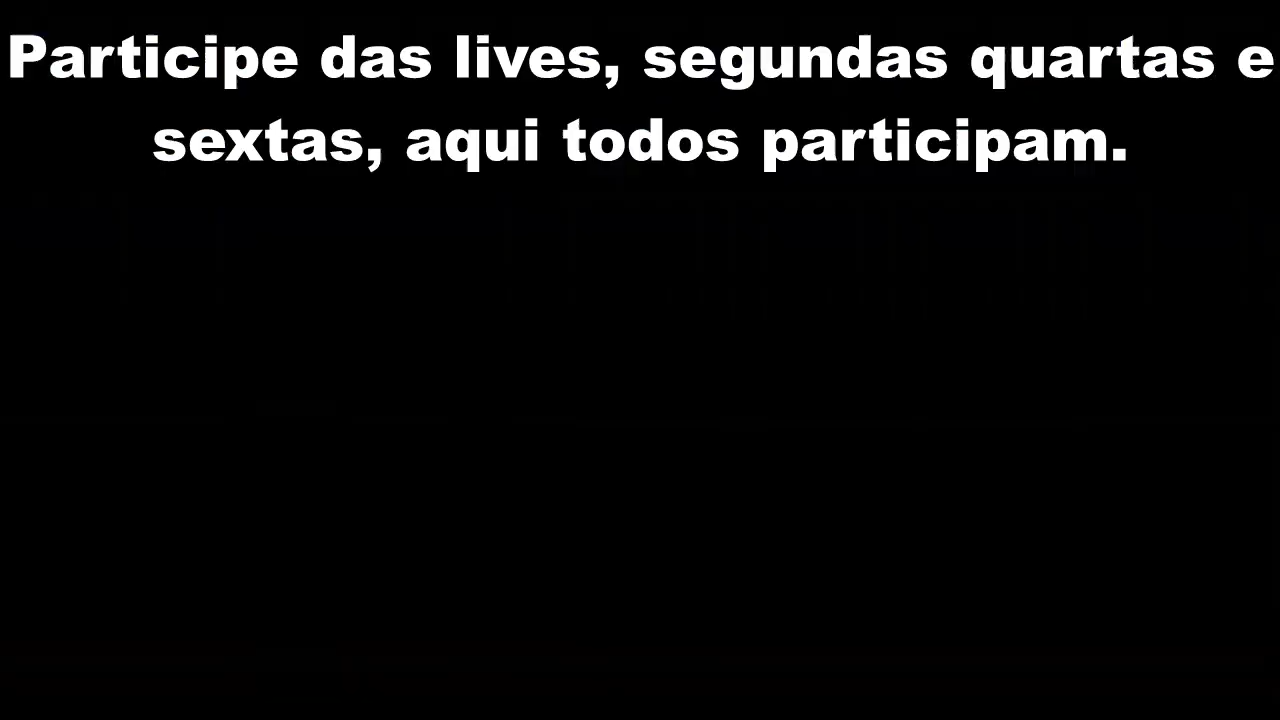 Participe das lives, segundas quartas e
sextas, aqui todos participam.